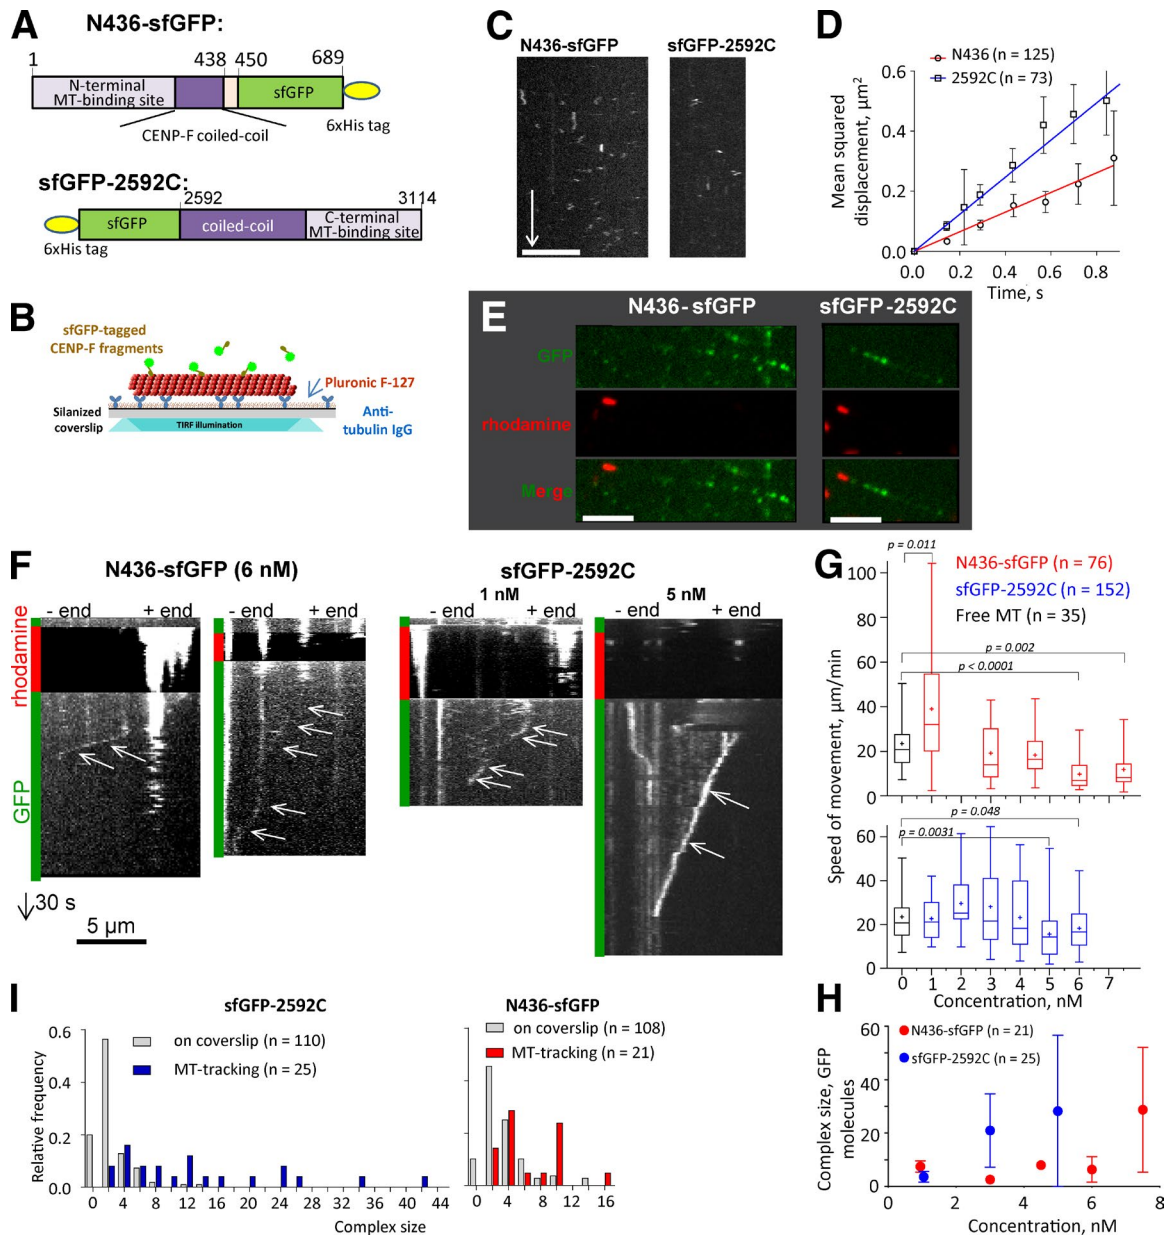 A
N436-sfGFP:
1
438
450
689
N-terminal
MT-binding site
sfGFP
CENP-F coiled-coil
6xHis tag
sfGFP-2592C:
2592
3114
sfGFP
coiled-coil
C-terminal
MT-binding site
6xHis tag
B
sfGFP-tagged
CENP-F fragments
Pluronic F-127
Silanized
coverslip
TIRF illumination
Anti-
tubulin IgG
C
N436-sfGFP
sfGFP-2592C
D
N436 (n = 125)
2592C (n = 73)
Mean squared
displacement, µm²
0.6
0.4
0.2
0.0
0.0 0.2 0.4 0.6 0.8
Time, s
E
N436-sfGFP
sfGFP-2592C
GFP
rhodamine
Merge
F
N436-sfGFP (6 nM)
sfGFP-2592C
1 nM
5 nM
- end
+ end
- end
+ end
- end
+ end
- end
+ end
rhodamine
GFP
30 s
5 µm
G
p = 0.011
N436-sfGFP (n = 76)
sfGFP-2592C (n = 152)
Free MT (n = 35)
p = 0.002
p < 0.0001
Speed of movement, µm/min
100
80
60
40
20
0
p = 0.048
p = 0.0031
60
40
20
0
0 1 2 3 4 5 6 7
Concentration, nM
H
N436-sfGFP (n = 21)
sfGFP-2592C (n = 25)
Complex size, GFP
molecules
60
40
20
0
0 2 4 6 8
Concentration, nM
I
sfGFP-2592C
on coverslip (n = 110)
MT-tracking (n = 25)
Relative frequency
0.6
0.4
0.2
0.0
0 4 8 12 16 20 24 28 32 36 40 44
Complex size
N436-sfGFP
on coverslip (n = 108)
MT-tracking (n = 21)
0 4 8 12 16